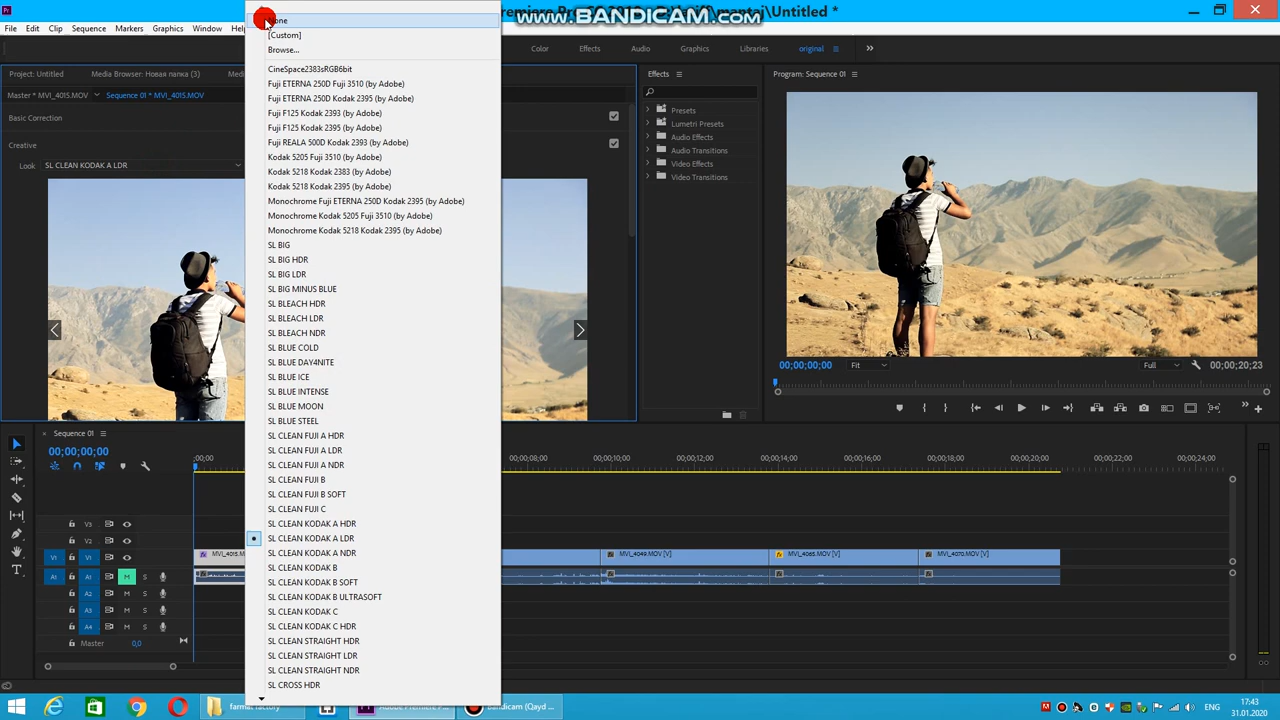 www.BANDICAM.com
Premiere Pro CC
mantaj\Untitled *
File
Edit
Clip
Sequence
Markers
Graphics
Window
Color
Effects
Audio
Graphics
Libraries
original
Project: Untitled
Media Browser: Новая папка (3)
Master * MVI_4015.MOV
Sequence 01 * MVI_4015.MOV
Basic Correction
Creative
Look
SL CLEAN KODAK A LDR
[Custom]
Browse...
CineSpace2383sRGB6bit
Fuji ETERNA 250D Fuji 3510 (by Adobe)
Fuji ETERNA 250D Kodak 2395 (by Adobe)
Fuji F125 Kodak 2393 (by Adobe)
Fuji F125 Kodak 2395 (by Adobe)
Fuji REALA 500D Kodak 2393 (by Adobe)
Kodak 5205 Fuji 3510 (by Adobe)
Kodak 5218 Kodak 2383 (by Adobe)
Kodak 5218 Kodak 2395 (by Adobe)
Monochrome Fuji ETERNA 250D Kodak 2395 (by Adobe)
Monochrome Kodak 5205 Fuji 3510 (by Adobe)
Monochrome Kodak 5218 Kodak 2395 (by Adobe)
SL BIG
SL BIG HDR
SL BIG LDR
SL BIG MINUS BLUE
SL BLEACH HDR
SL BLEACH LDR
SL BLEACH NDR
SL BLUE COLD
SL BLUE DAY4NITE
SL BLUE ICE
SL BLUE INTENSE
SL BLUE MOON
SL BLUE STEEL
SL CLEAN FUJI A HDR
SL CLEAN FUJI A LDR
SL CLEAN FUJI A NDR
SL CLEAN FUJI B
SL CLEAN FUJI B SOFT
SL CLEAN FUJI C
SL CLEAN KODAK A HDR
SL CLEAN KODAK A LDR
SL CLEAN KODAK A NDR
SL CLEAN KODAK B
SL CLEAN KODAK B SOFT
SL CLEAN KODAK B ULTRASOFT
SL CLEAN KODAK C
SL CLEAN KODAK C HDR
SL CLEAN STRAIGHT HDR
SL CLEAN STRAIGHT LDR
SL CLEAN STRAIGHT NDR
SL CROSS HDR
Effects
Presets
Lumetri Presets
Audio Effects
Audio Transitions
Video Effects
Video Transitions
Program: Sequence 01
00;00;00;00
Fit
Full
00;00;20;23
Sequence 01
00;00;00;00
;00;00
00;00;08;00
00;00;10;00
00;00;12;00
00;00;14;00
00;00;16;00
00;00;18;00
00;00;20;00
00;00;22;00
00;00;24;00
V3
V2
V1 V1
MVI_4015.M
MVI_4049.MOV [V]
MVI_4065.MOV [V]
MVI_4070.MOV [V]
A1 A1 M S
A2 M S
A3 M S
A4 M S
Master 0,0
S S
farmat factory
Adobe Premiere P...
Bandicam (Qayd ...
17:43
31.01.2020